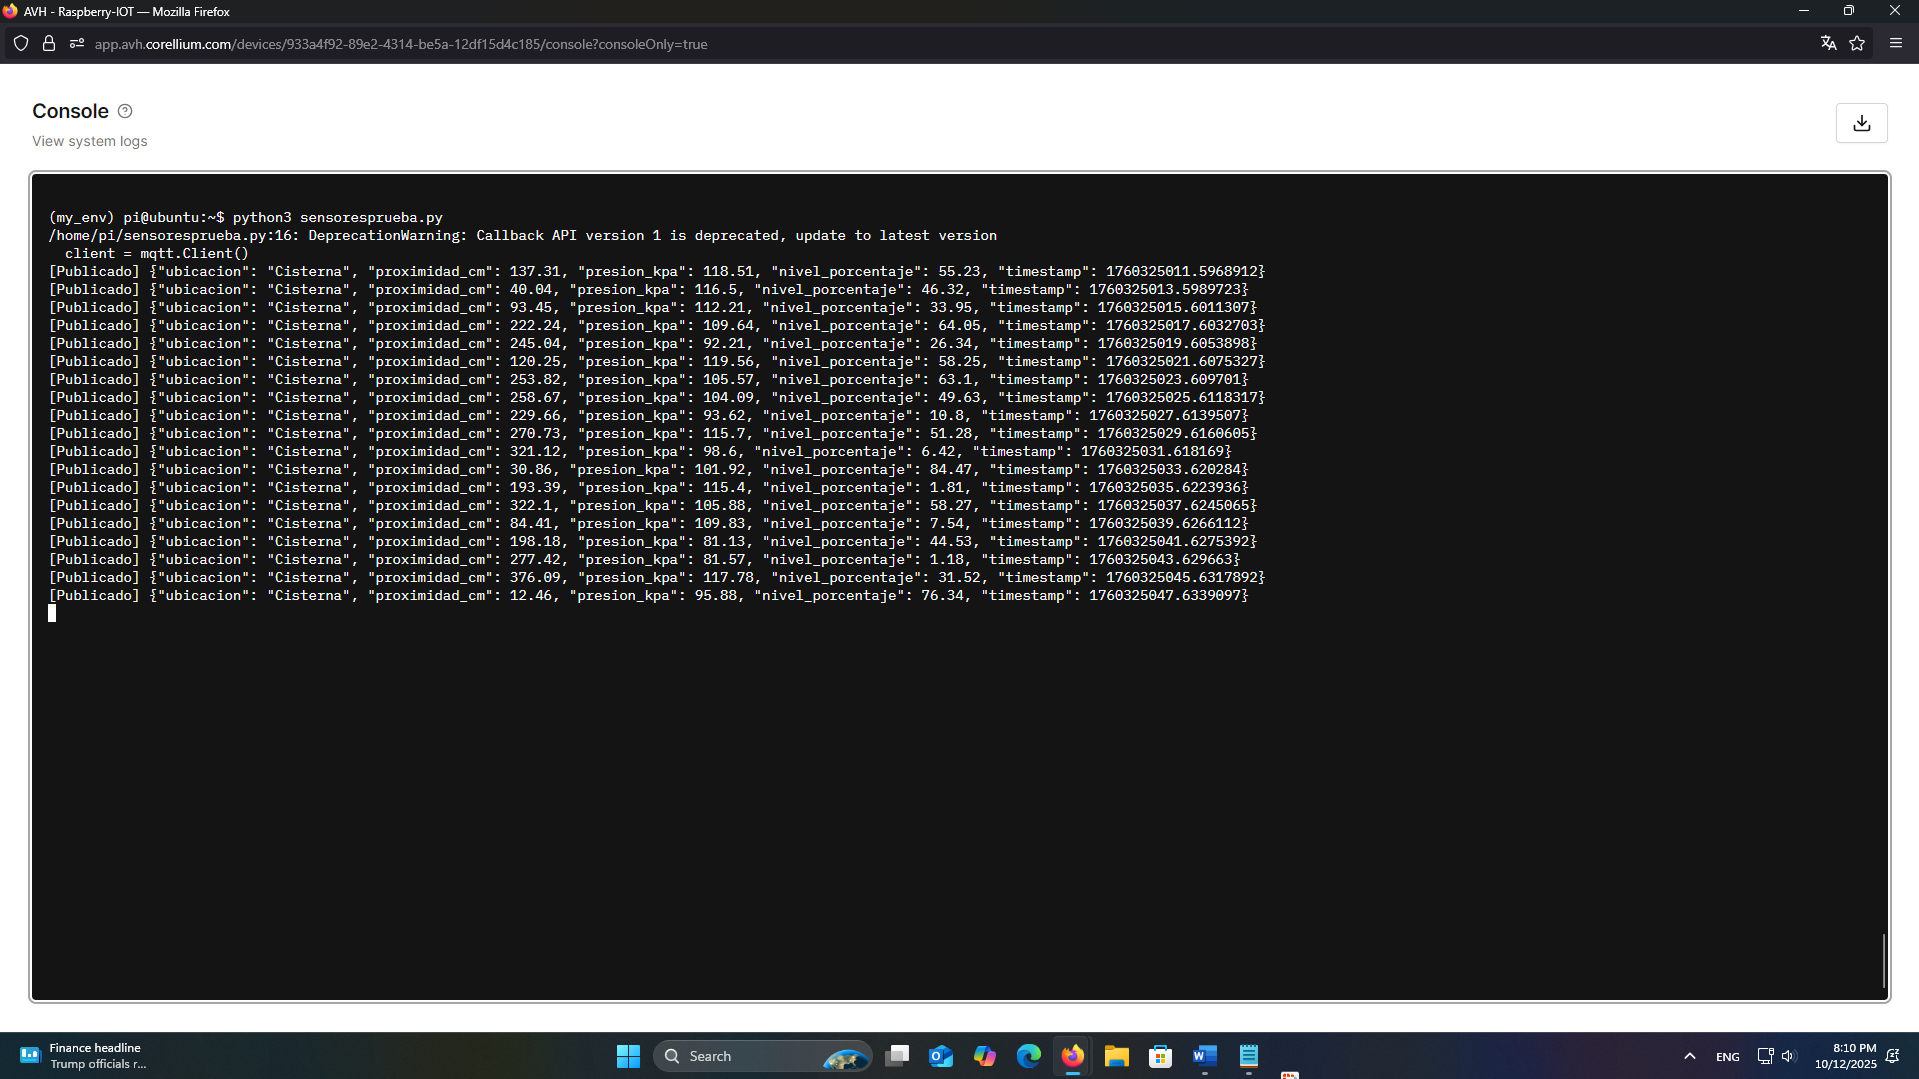 AVH - Raspberry-IOT — Mozilla Firefox
app.avh.corellium.com/devices/933a4f92-89e2-4314-be5a-12df15d4c185/console?consoleOnly=true
Console
View system logs
(my_env) pi@ubuntu:~$ python3 sensoresprueba.py
/home/pi/sensoresprueba.py:16: DeprecationWarning: Callback API version 1 is deprecated, update to latest version
  client = mqtt.Client()
[Publicado] {"ubicacion": "Cisterna", "proximidad_cm": 137.31, "presion_kpa": 118.51, "nivel_porcentaje": 55.23, "timestamp": 1760325011.5968912}
[Publicado] {"ubicacion": "Cisterna", "proximidad_cm": 40.04, "presion_kpa": 116.5, "nivel_porcentaje": 46.32, "timestamp": 1760325013.5989723}
[Publicado] {"ubicacion": "Cisterna", "proximidad_cm": 93.45, "presion_kpa": 112.21, "nivel_porcentaje": 33.95, "timestamp": 1760325015.6011307}
[Publicado] {"ubicacion": "Cisterna", "proximidad_cm": 222.24, "presion_kpa": 109.64, "nivel_porcentaje": 64.05, "timestamp": 1760325017.6032703}
[Publicado] {"ubicacion": "Cisterna", "proximidad_cm": 245.04, "presion_kpa": 92.21, "nivel_porcentaje": 26.34, "timestamp": 1760325019.6053898}
[Publicado] {"ubicacion": "Cisterna", "proximidad_cm": 120.25, "presion_kpa": 119.56, "nivel_porcentaje": 58.25, "timestamp": 1760325021.6075327}
[Publicado] {"ubicacion": "Cisterna", "proximidad_cm": 253.82, "presion_kpa": 105.57, "nivel_porcentaje": 63.1, "timestamp": 1760325023.609701}
[Publicado] {"ubicacion": "Cisterna", "proximidad_cm": 258.67, "presion_kpa": 104.09, "nivel_porcentaje": 49.63, "timestamp": 1760325025.6118317}
[Publicado] {"ubicacion": "Cisterna", "proximidad_cm": 229.66, "presion_kpa": 93.62, "nivel_porcentaje": 10.8, "timestamp": 1760325027.6139507}
[Publicado] {"ubicacion": "Cisterna", "proximidad_cm": 270.73, "presion_kpa": 115.7, "nivel_porcentaje": 51.28, "timestamp": 1760325029.6160605}
[Publicado] {"ubicacion": "Cisterna", "proximidad_cm": 321.12, "presion_kpa": 98.6, "nivel_porcentaje": 6.42, "timestamp": 1760325031.618169}
[Publicado] {"ubicacion": "Cisterna", "proximidad_cm": 30.86, "presion_kpa": 101.92, "nivel_porcentaje": 84.47, "timestamp": 1760325033.620284}
[Publicado] {"ubicacion": "Cisterna", "proximidad_cm": 193.39, "presion_kpa": 115.4, "nivel_porcentaje": 1.81, "timestamp": 1760325035.6223936}
[Publicado] {"ubicacion": "Cisterna", "proximidad_cm": 322.1, "presion_kpa": 105.88, "nivel_porcentaje": 58.27, "timestamp": 1760325037.6245065}
[Publicado] {"ubicacion": "Cisterna", "proximidad_cm": 84.41, "presion_kpa": 109.83, "nivel_porcentaje": 7.54, "timestamp": 1760325039.6266112}
[Publicado] {"ubicacion": "Cisterna", "proximidad_cm": 198.18, "presion_kpa": 81.13, "nivel_porcentaje": 44.53, "timestamp": 1760325041.6275392}
[Publicado] {"ubicacion": "Cisterna", "proximidad_cm": 277.42, "presion_kpa": 81.57, "nivel_porcentaje": 1.18, "timestamp": 1760325043.629663}
[Publicado] {"ubicacion": "Cisterna", "proximidad_cm": 376.09, "presion_kpa": 117.78, "nivel_porcentaje": 31.52, "timestamp": 1760325045.6317892}
[Publicado] {"ubicacion": "Cisterna", "proximidad_cm": 12.46, "presion_kpa": 95.88, "nivel_porcentaje": 76.34, "timestamp": 1760325047.6339097}
Finance headline
Trump officials r...
Search
ENG
8:10 PM
10/12/2025